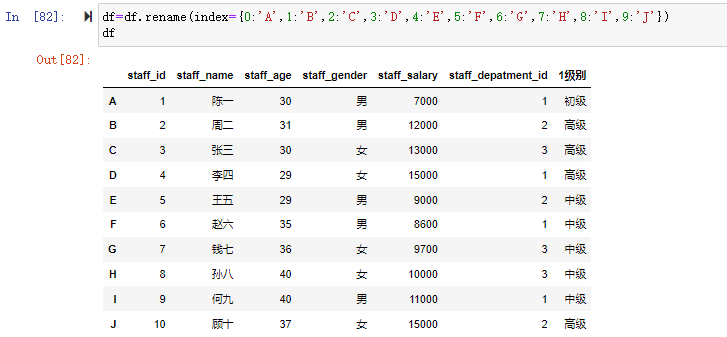 In [82]: df=df.rename(index={0:'A',1:'B',2:'C',3:'D',4:'E',5:'F',6:'G',7:'H',8:'I',9:'J'})
df
Out[82]:
staff_id staff_name staff_age staff_gender staff_salary staff_depatment_id 1级别
A 1 陈一 30 男 7000 1 初级
B 2 周二 31 男 12000 2 高级
C 3 张三 30 女 13000 3 高级
D 4 李四 29 女 15000 1 高级
E 5 王五 29 男 9000 2 中级
F 6 赵六 35 男 8600 1 中级
G 7 钱七 36 女 9700 3 中级
H 8 孙八 40 女 10000 3 中级
I 9 何九 40 男 11000 1 中级
J 10 顾十 37 女 15000 2 高级